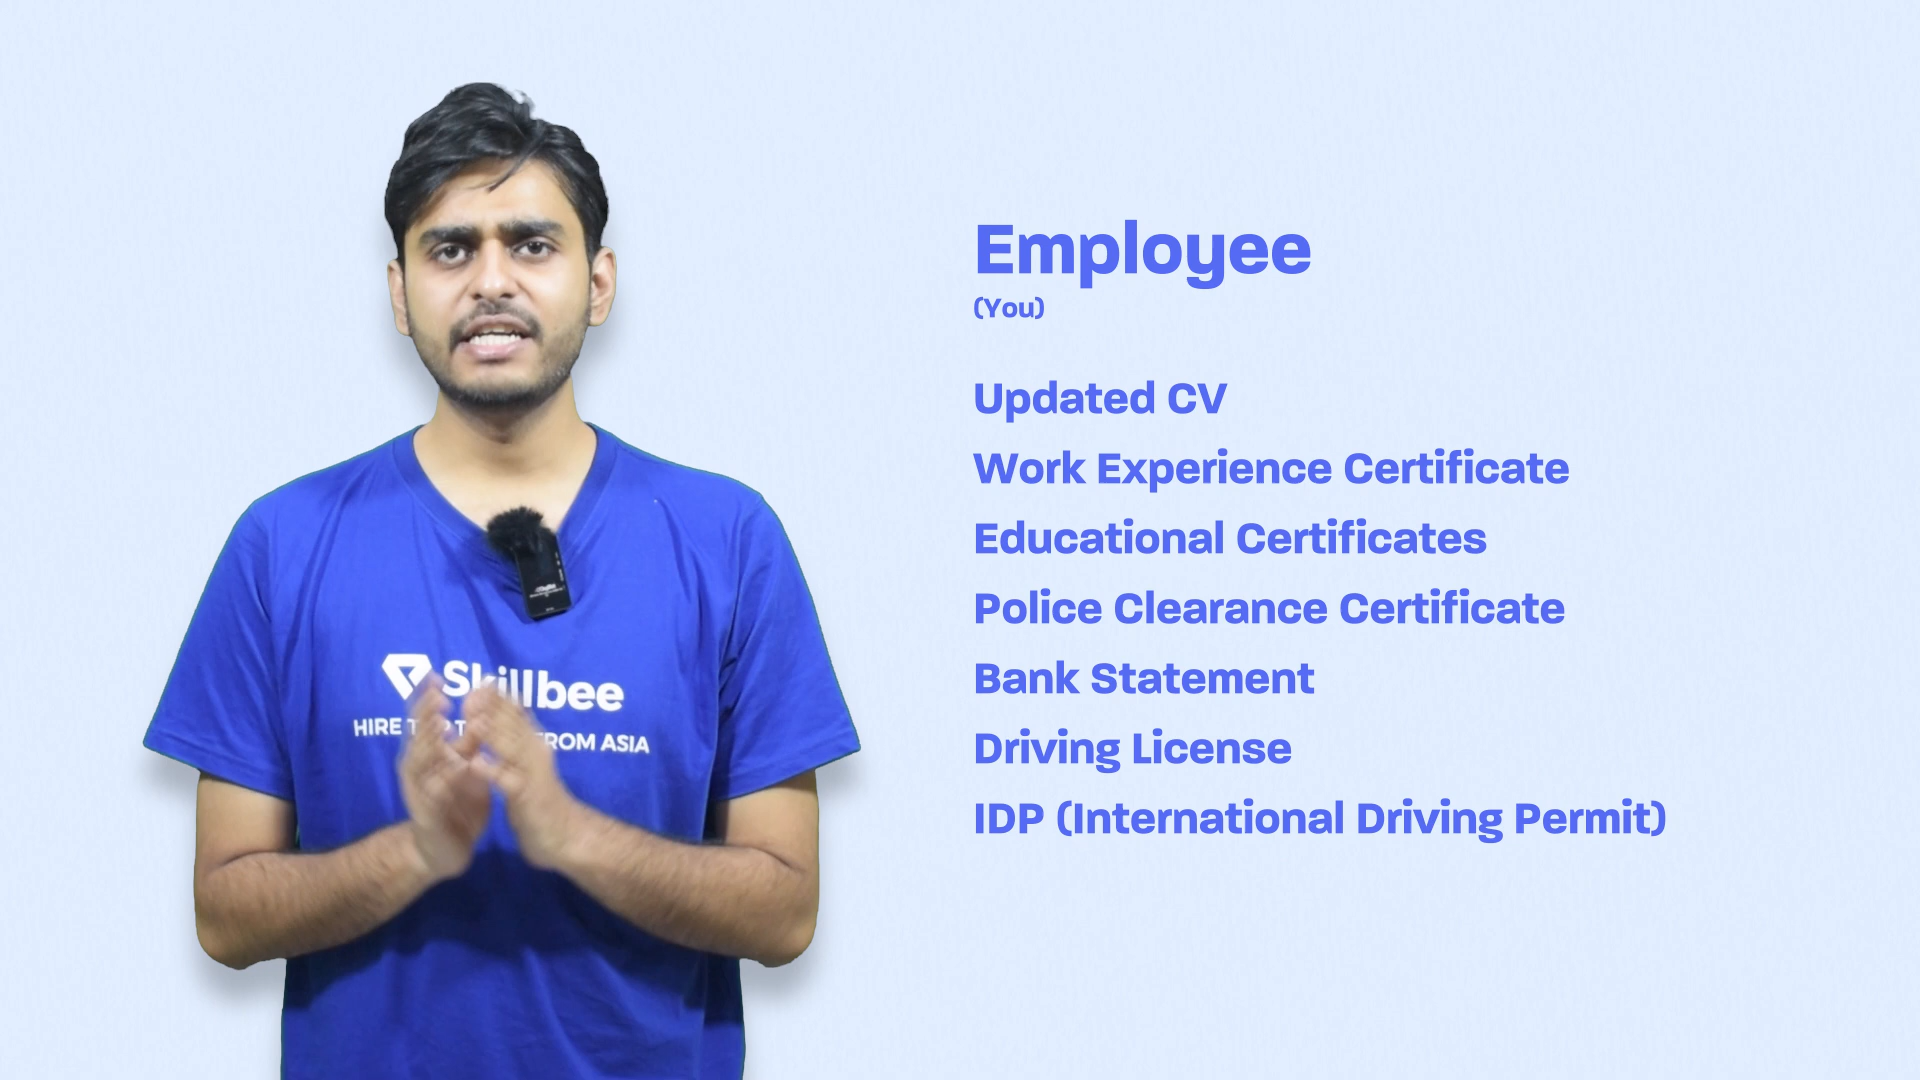 Skillbee
HIRE FROM ASIA
Employee
(You)
Updated CV
Work Experience Certificate
Educational Certificates
Police Clearance Certificate
Bank Statement
Driving License
IDP (International Driving Permit)